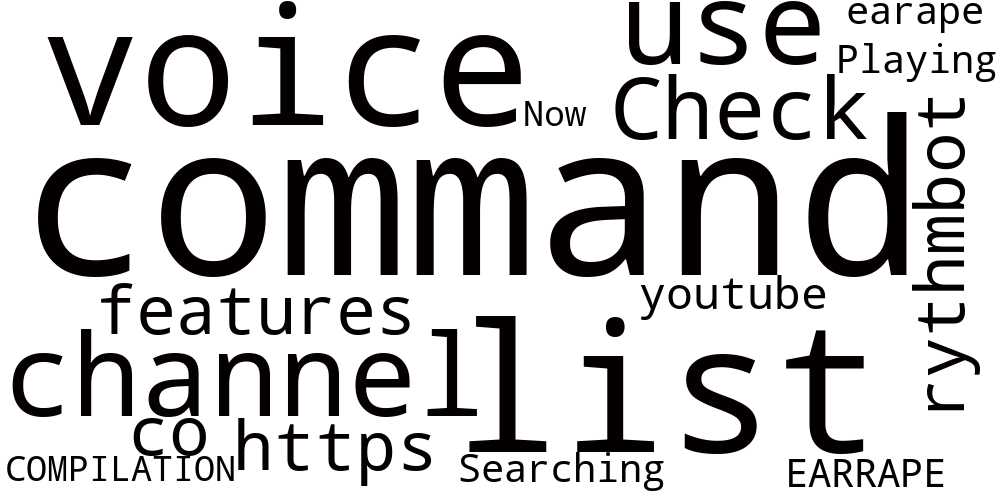 voice
use
earape
Playing
Now
Check
command
rythmbot
features
youtube
channel
list
co
https
COMPILATION
Searching
EARRAPE